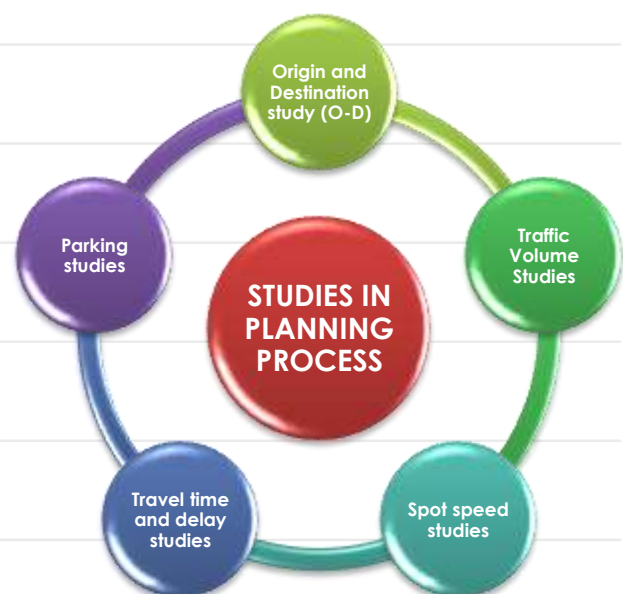 Origin and
Destination
study (O-D)
Traffic
Volume
Studies
Spot speed
studies
Travel time
and delay
studies
Parking
studies
STUDIES IN
PLANNING
PROCESS